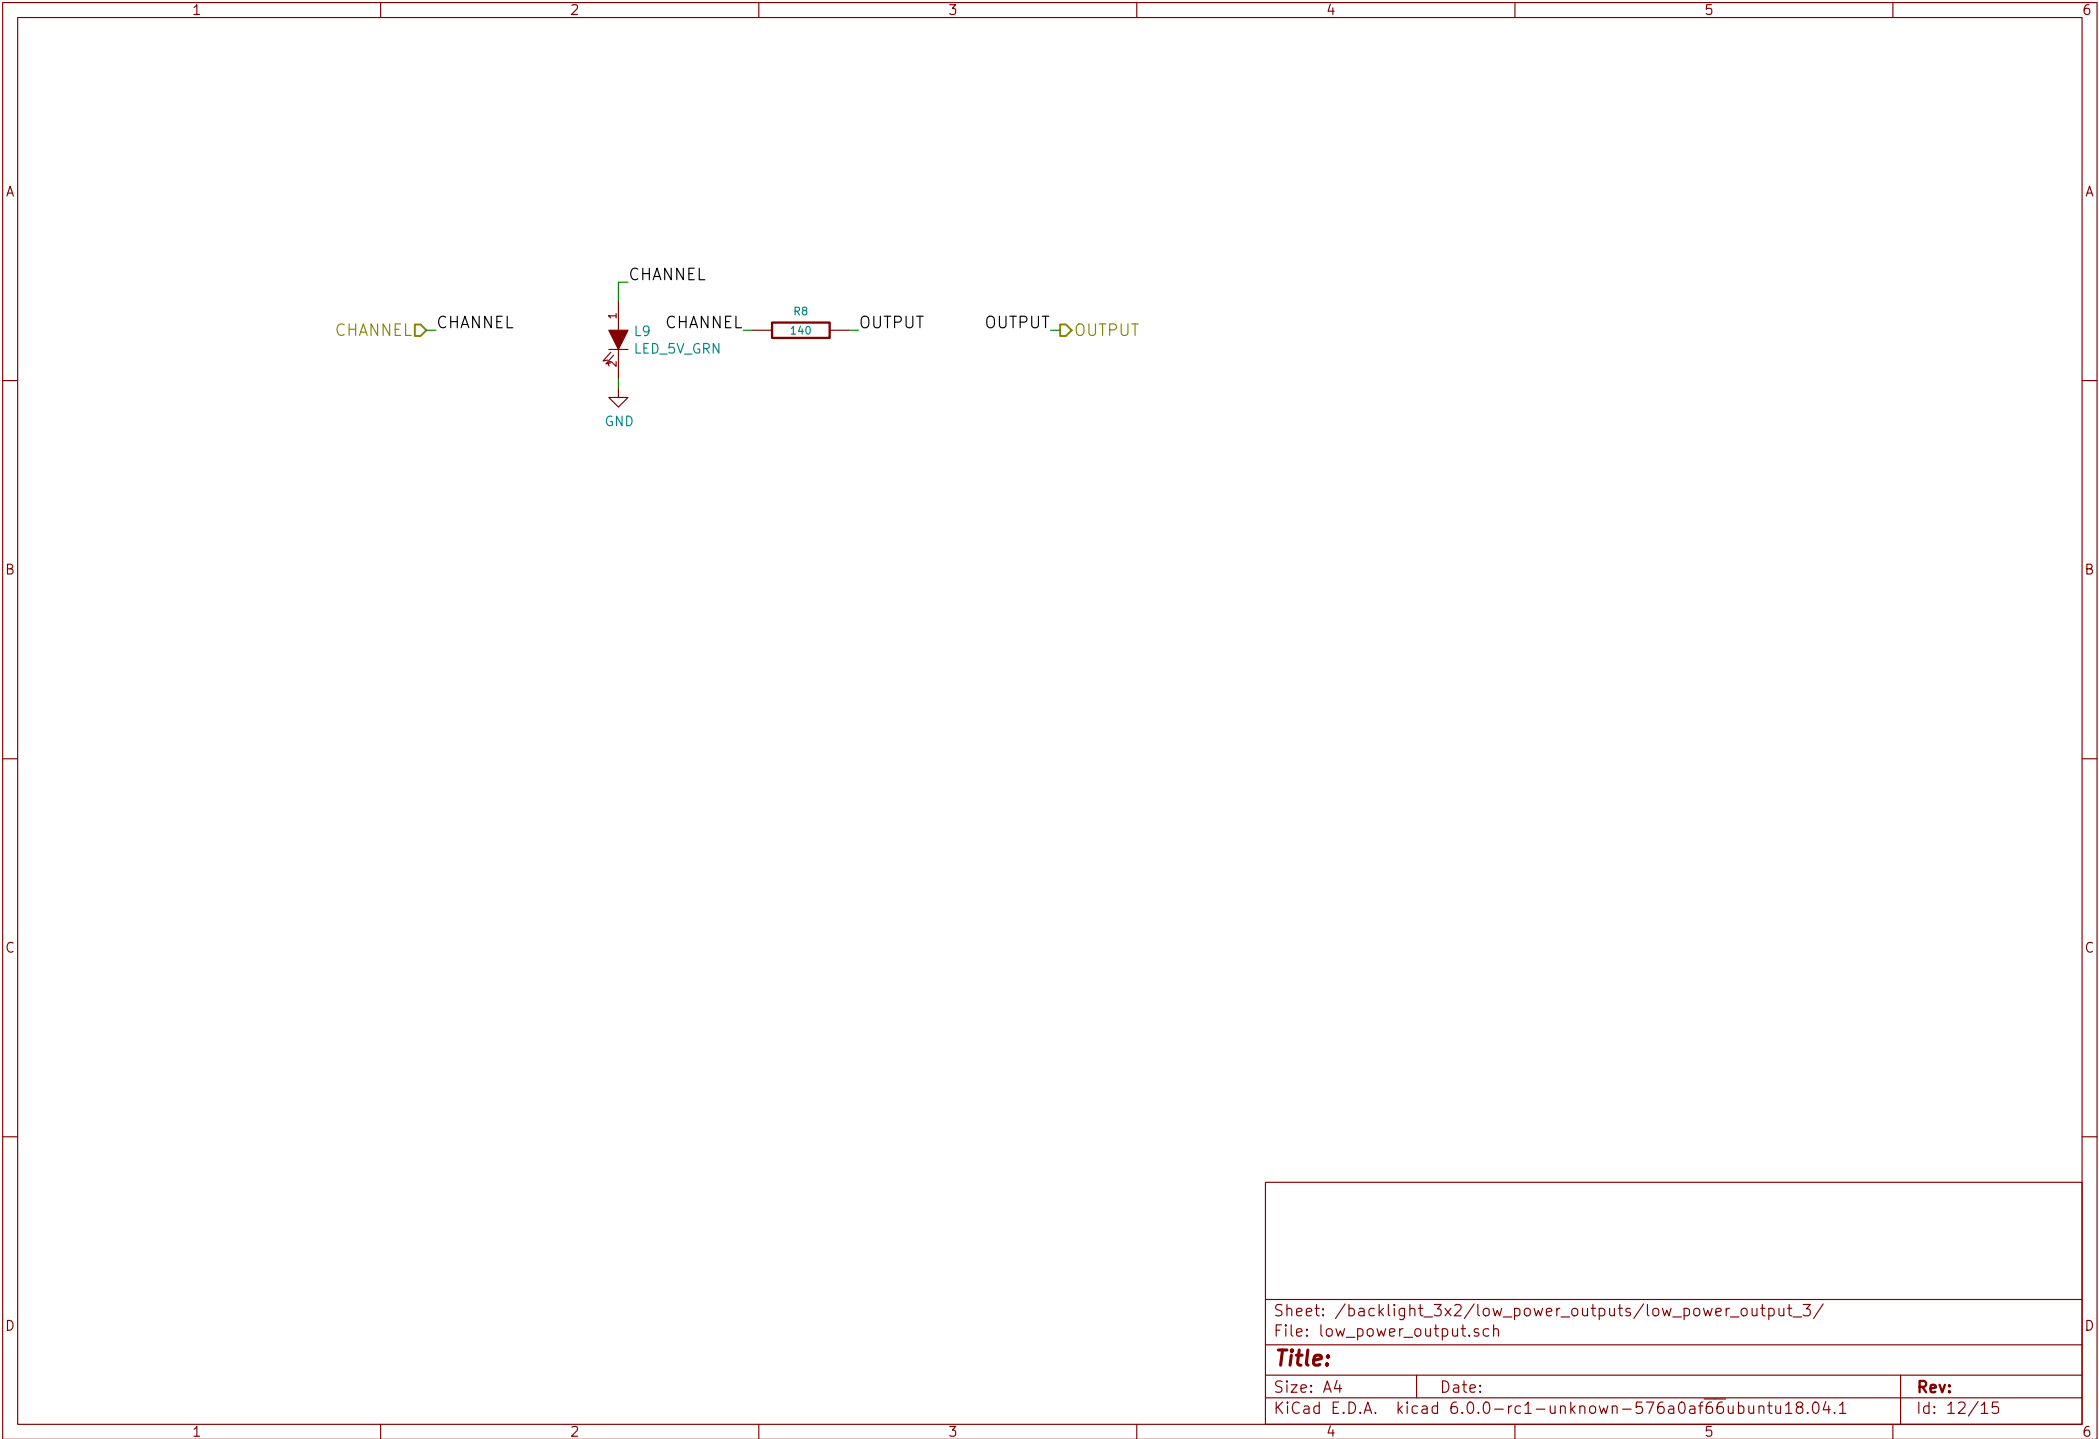 1 2 3 4 5 6
A A
CHANNEL
CHANNEL CHANNEL
1
L9
LED_5V_GRN
2
GND
CHANNEL R8 OUTPUT
140
OUTPUT OUTPUT
B B
C C
D D
Sheet: /backlight_3x2/low_power_outputs/low_power_output_3/
File: low_power_output.sch
Title:
Size: A4 Date: Rev:
KiCad E.D.A. kicad 6.0.0-rc1-unknown-576a0af66ubuntu18.04.1 Id: 12/15
1 2 3 4 5 6